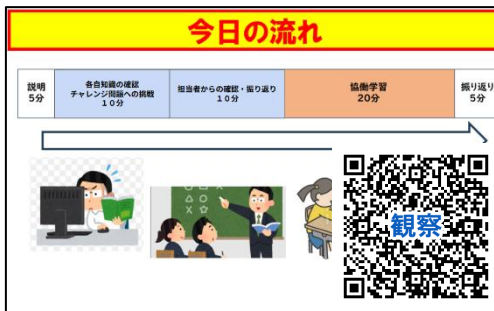 今日の流れ
説明
5分
各自知識の確認
チャレンジ問題への挑戦
10分
担当者からの確認・振り返り
10分
協働学習
20分
振り返り
5分
観察